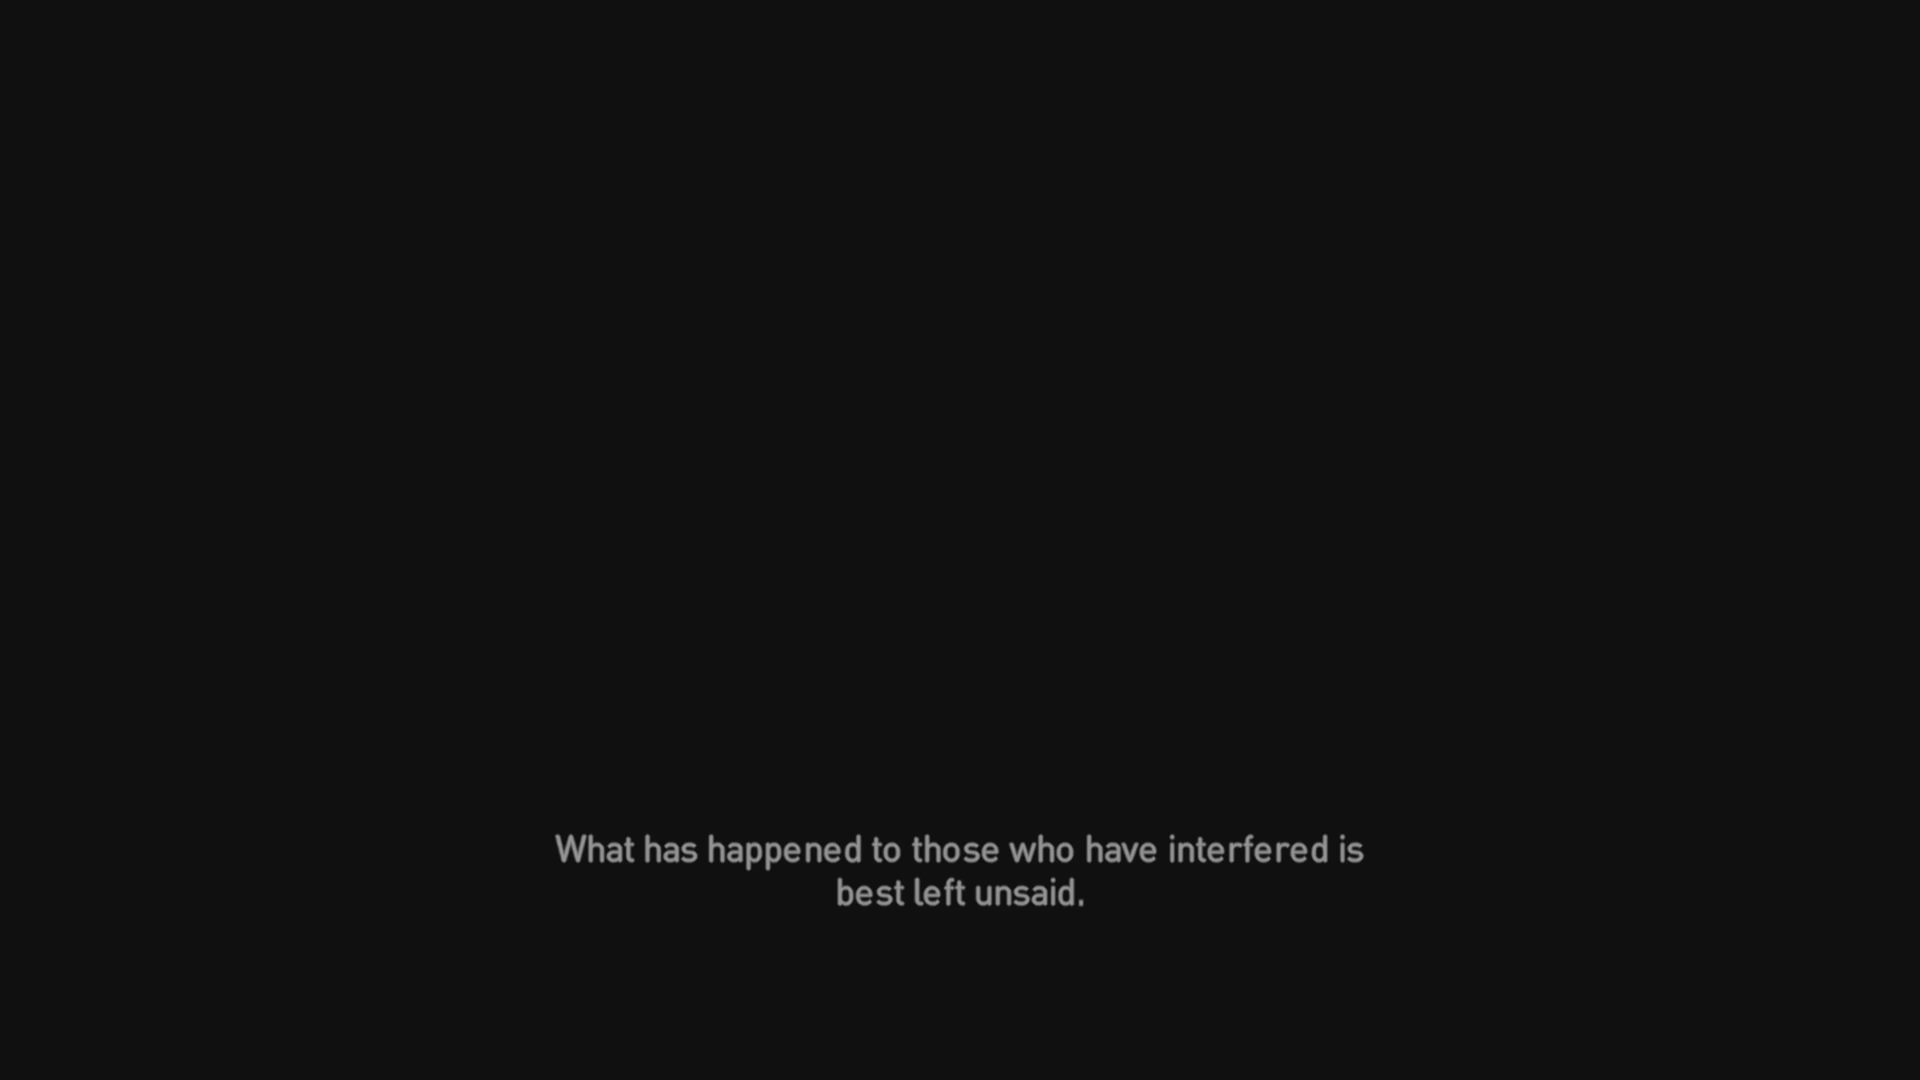 What has happened to those who have interfered is
best left unsaid.